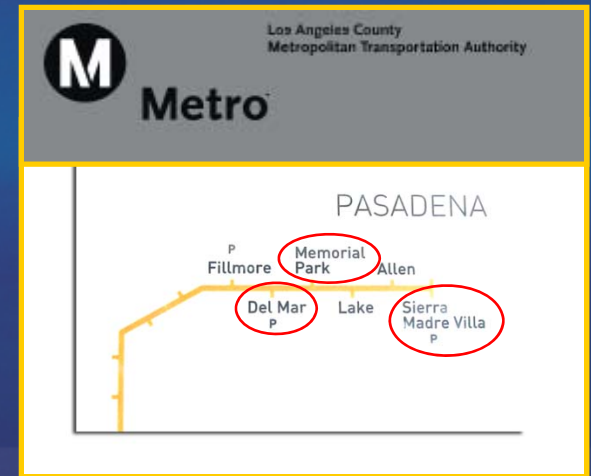 Los Angeles County
Metropolitan Transportation Authority
M
Metro
PASADENA
P
Fillmore
Memorial
Park
Allen
Del Mar
P
Lake
Sierra
Madre Villa
P